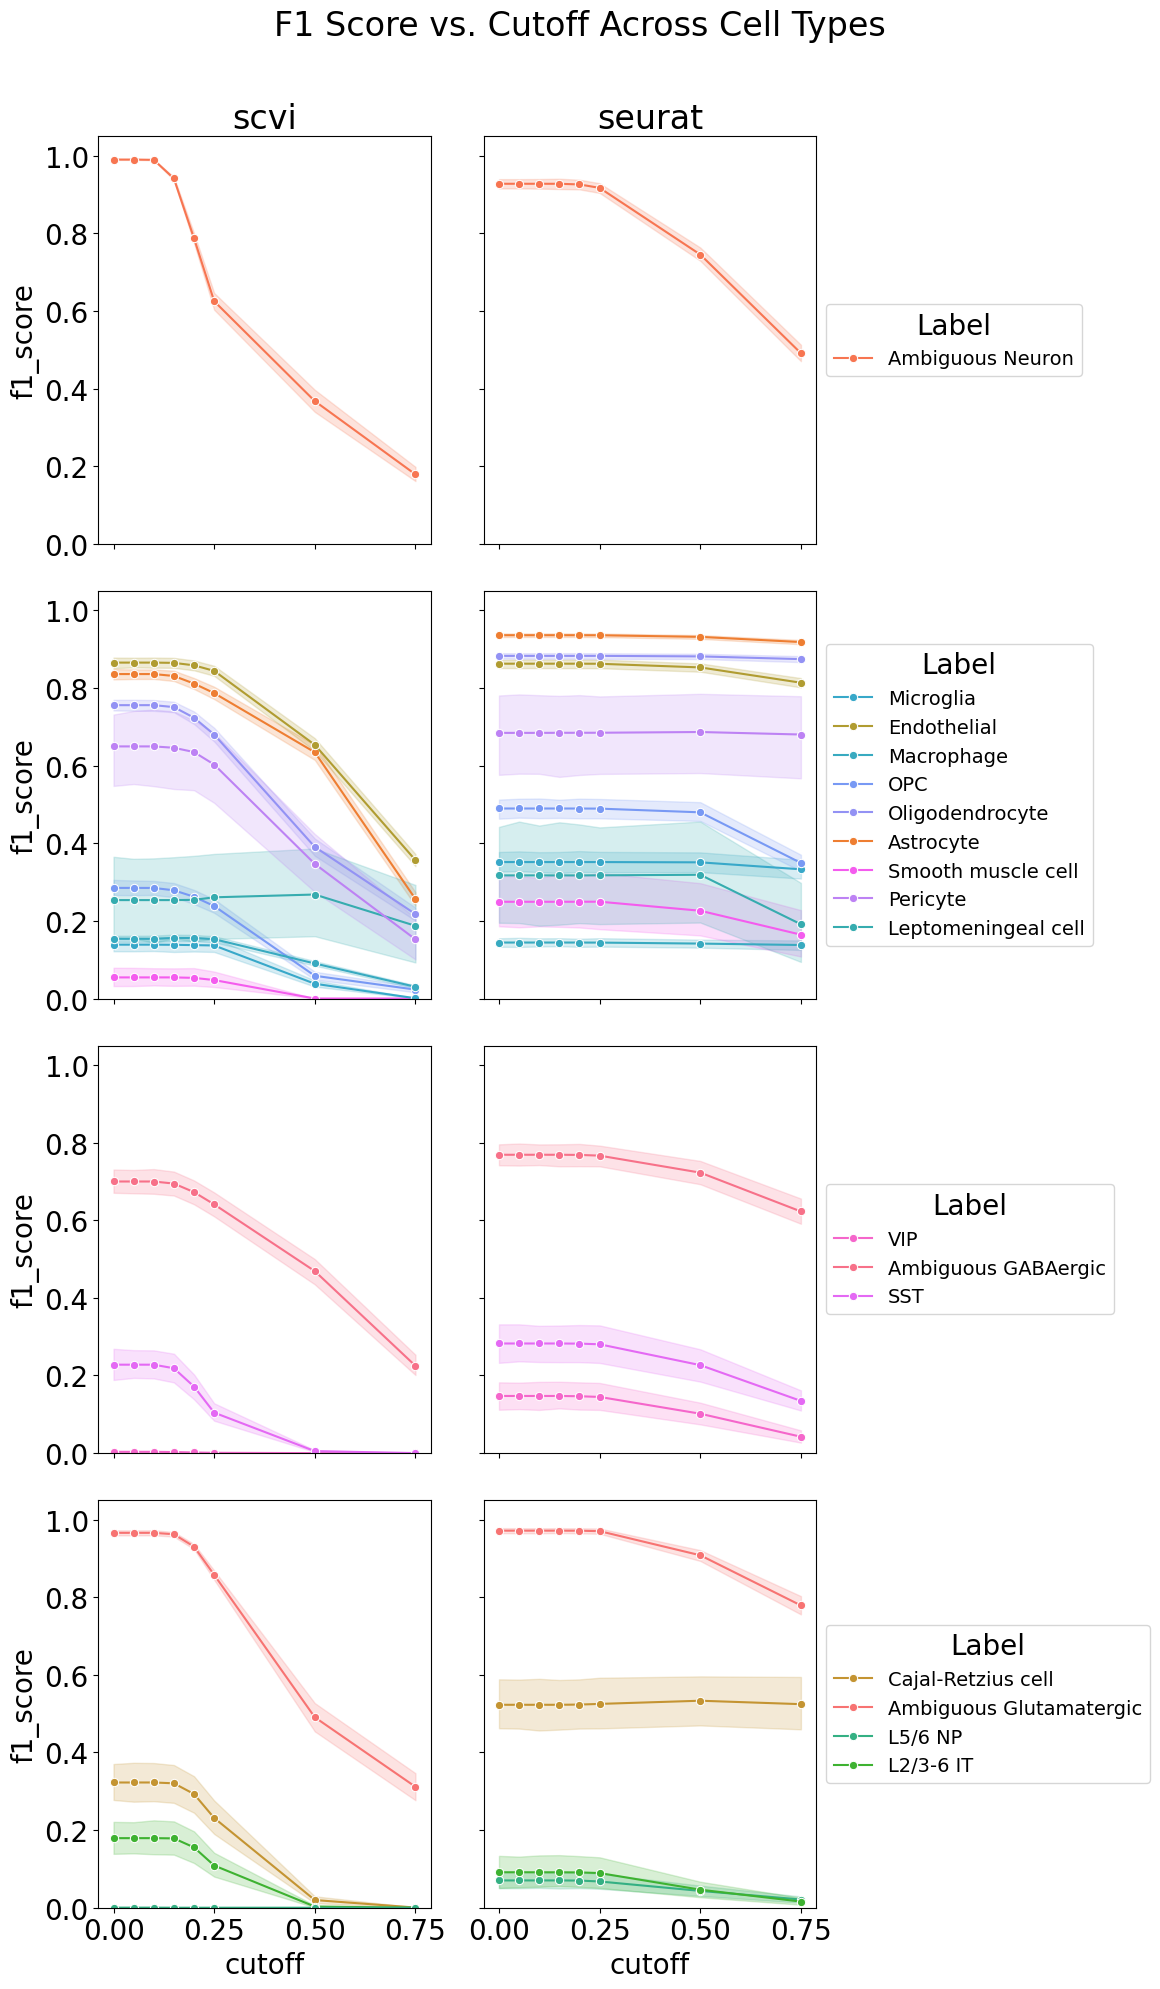 F1 Score vs. Cutoff Across Cell Types
scvi
seurat
1.0
0.8
0.6
0.4
0.2
0.0
f1_score
Label
Ambiguous Neuron
1.0
0.8
0.6
0.4
0.2
0.0
f1_score
Label
Microglia
Endothelial
Macrophage
OPC
Oligodendrocyte
Astrocyte
Smooth muscle cell
Pericyte
Leptomeningeal cell
1.0
0.8
0.6
0.4
0.2
0.0
f1_score
Label
VIP
Ambiguous GABAergic
SST
1.0
0.8
0.6
0.4
0.2
0.0
f1_score
Label
Cajal-Retzius cell
Ambiguous Glutamatergic
L5/6 NP
L2/3-6 IT
0.00 0.25 0.50 0.75
cutoff
0.00 0.25 0.50 0.75
cutoff